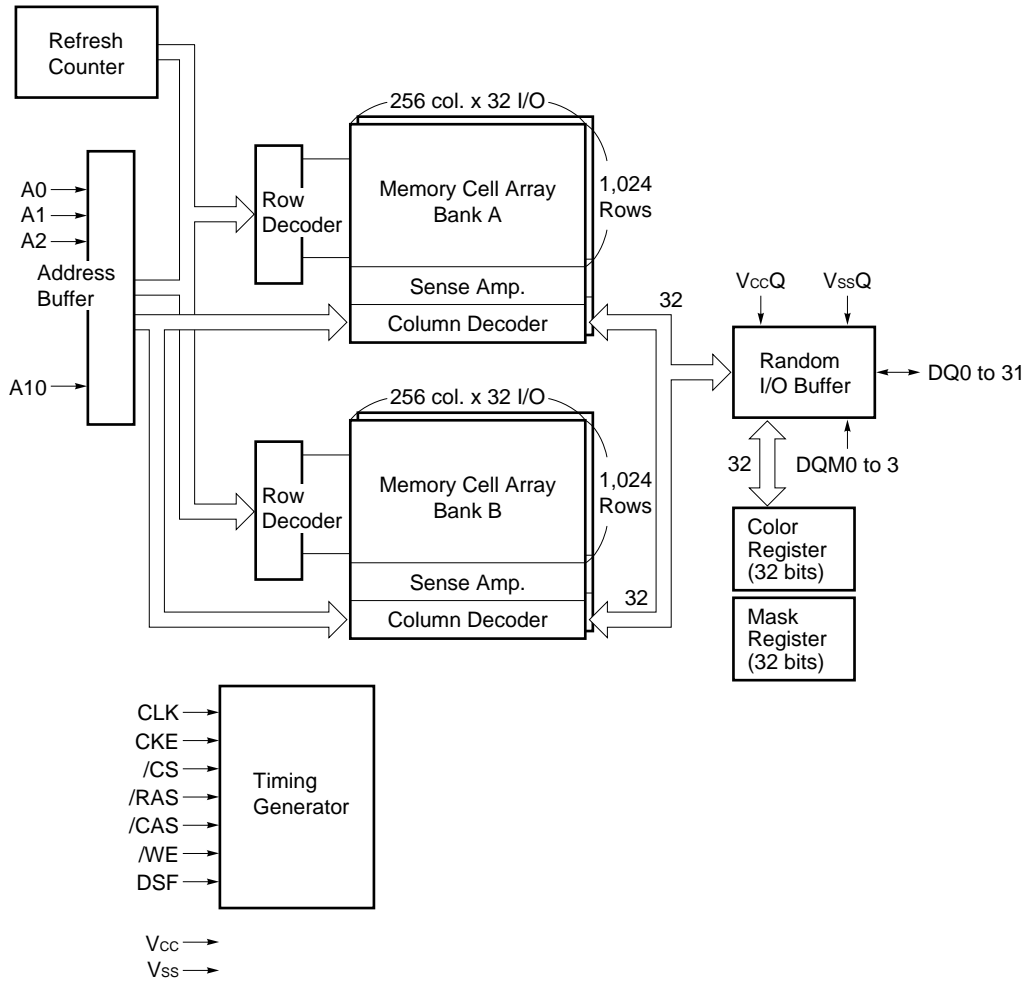 Refresh
Counter
256 col. x 32 I/O
A0
A1
A2
Address
Buffer
A10
Row
Decoder
Memory Cell Array
Bank A
1,024
Rows
Sense Amp.
Column Decoder
32
VCCQ
VSSQ
Random
I/O Buffer
DQ0 to 31
DQM0 to 3
32
256 col. x 32 I/O
Row
Decoder
Memory Cell Array
Bank B
1,024
Rows
Sense Amp.
Column Decoder
32
Color
Register
(32 bits)
Mask
Register
(32 bits)
CLK
CKE
/CS
/RAS
/CAS
/WE
DSF
Timing
Generator
VCC
VSS